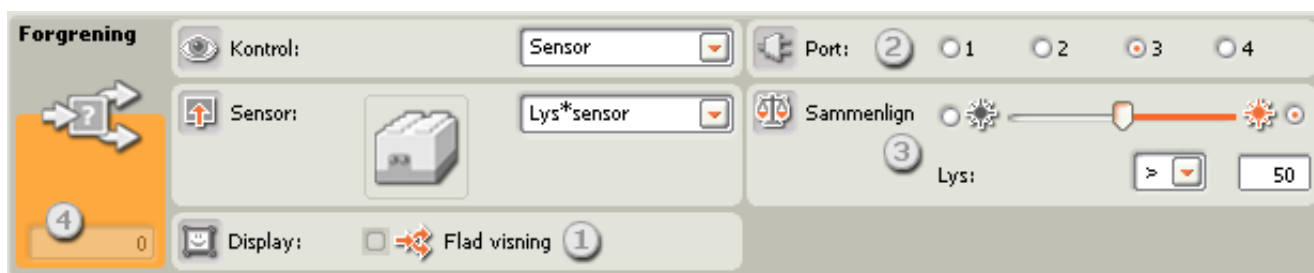 Forgrening
Kontrol: Sensor
Port: 2 1 2 3 4
Sensor: Lys*sensor
Sammenlign
3
Lys: > 50
4
0
Display: Flad visning 1